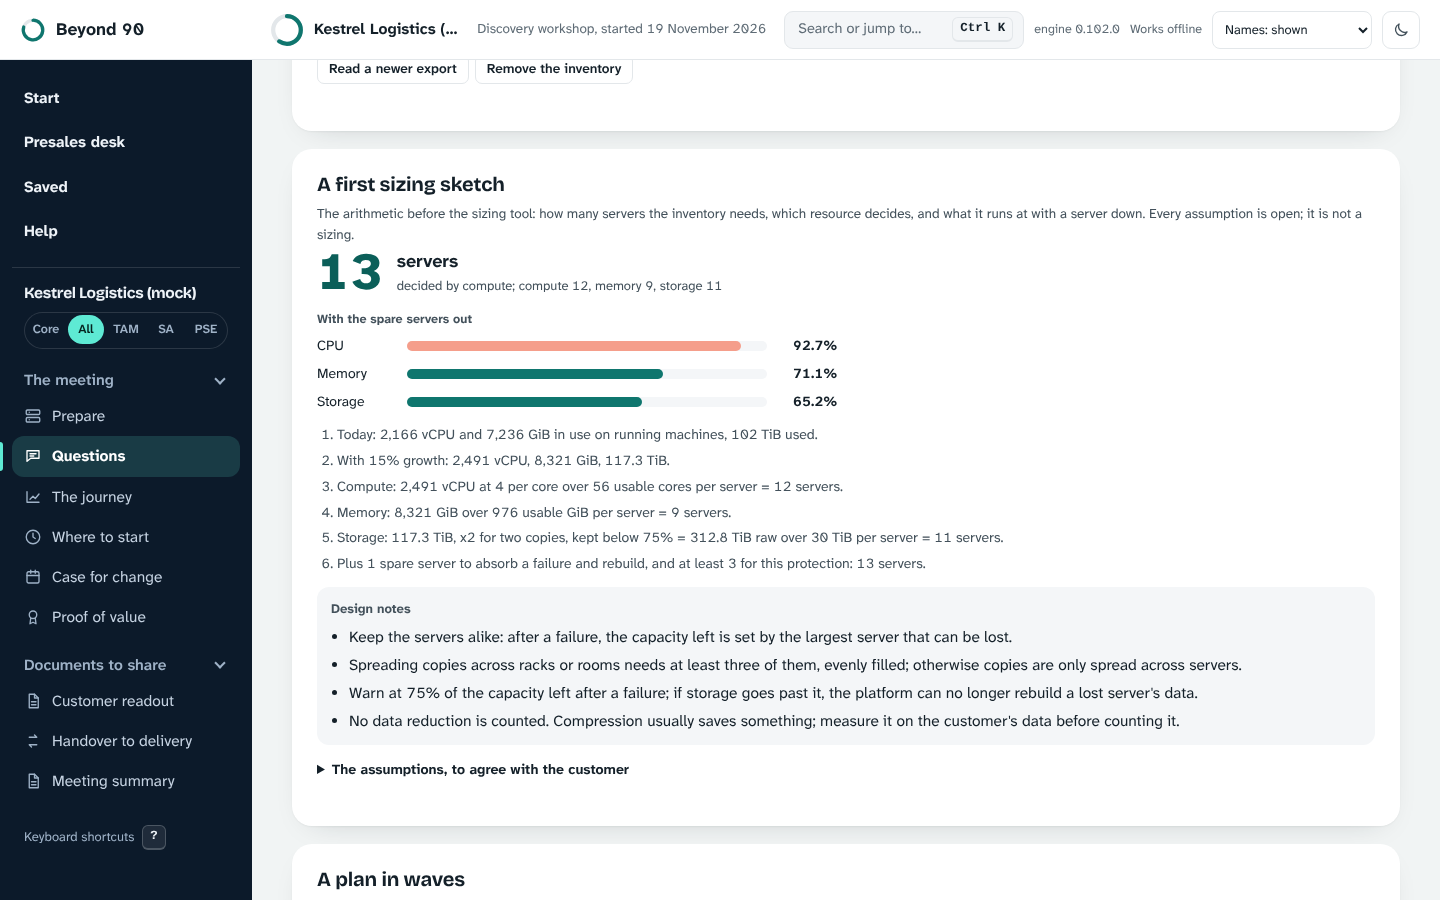 Beyond 90
Kestrel Logistics (...
Discovery workshop, started 19 November 2026
Search or jump to...
Ctrl K
engine 0.102.0
Works offline
Names: shown
Start
Presales desk
Saved
Help
Kestrel Logistics (mock)
Core
All
TAM
SA
PSE
The meeting
Prepare
Questions
The journey
Where to start
Case for change
Proof of value
Documents to share
Customer readout
Handover to delivery
Meeting summary
Keyboard shortcuts
?
Read a newer export
Remove the inventory
A first sizing sketch
The arithmetic before the sizing tool: how many servers the inventory needs, which resource decides, and what it runs at with a server down. Every assumption is open; it is not a
sizing.
13
servers
decided by compute; compute 12, memory 9, storage 11
With the spare servers out
CPU 92.7%
Memory 71.1%
Storage 65.2%
1. Today: 2,166 vCPU and 7,236 GiB in use on running machines, 102 TiB used.
2. With 15% growth: 2,491 vCPU, 8,321 GiB, 117.3 TiB.
3. Compute: 2,491 vCPU at 4 per core over 56 usable cores per server = 12 servers.
4. Memory: 8,321 GiB over 976 usable GiB per server = 9 servers.
5. Storage: 117.3 TiB, x2 for two copies, kept below 75% = 312.8 TiB raw over 30 TiB per server = 11 servers.
6. Plus 1 spare server to absorb a failure and rebuild, and at least 3 for this protection: 13 servers.
Design notes
• Keep the servers alike: after a failure, the capacity left is set by the largest server that can be lost.
• Spreading copies across racks or rooms needs at least three of them, evenly filled; otherwise copies are only spread across servers.
• Warn at 75% of the capacity left after a failure; if storage goes past it, the platform can no longer rebuild a lost server's data.
• No data reduction is counted. Compression usually saves something; measure it on the customer's data before counting it.
The assumptions, to agree with the customer
A plan in waves